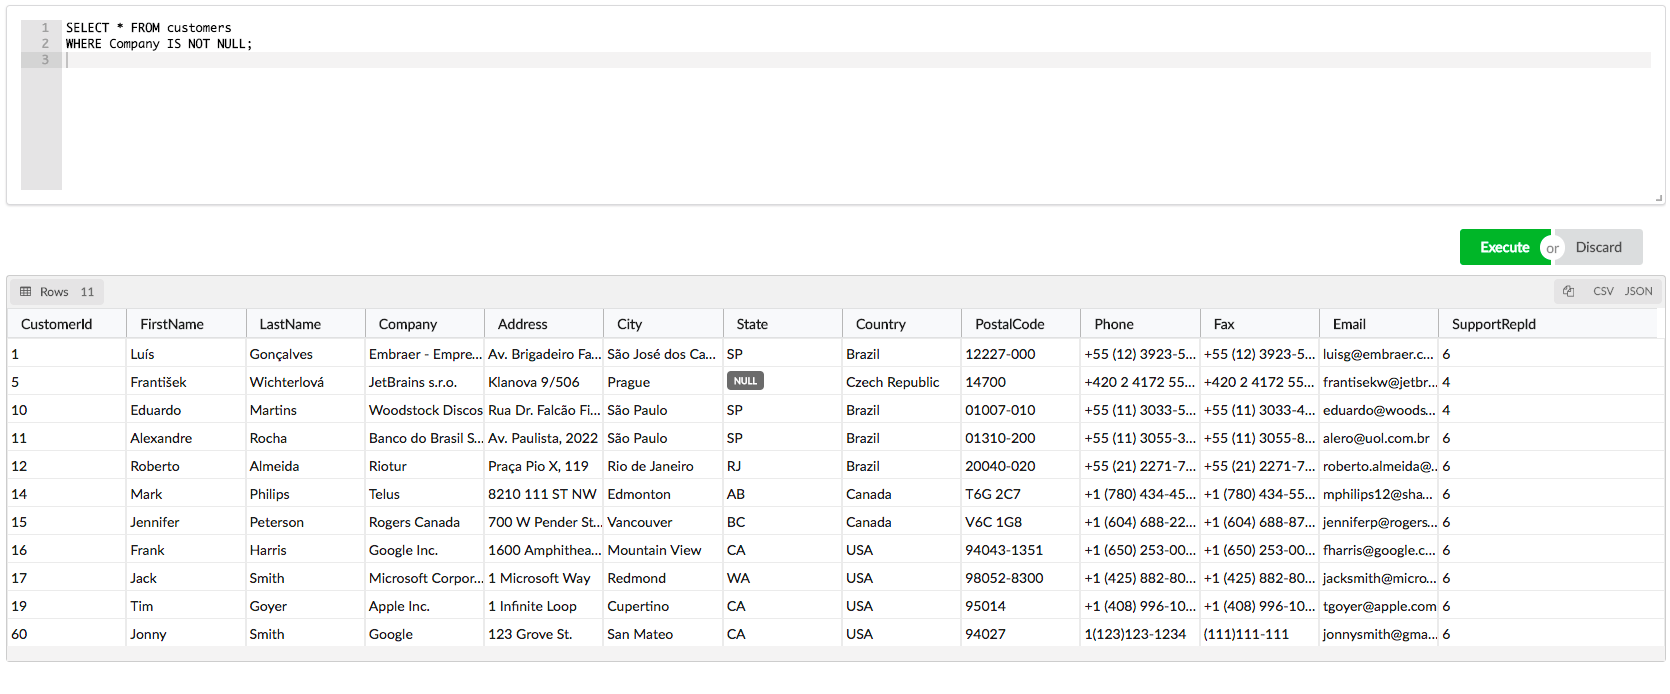 1 SELECT * FROM customers
2 WHERE Company IS NOT NULL;
3
Execute or Discard
Rows 11 CSV JSON
CustomerId FirstName LastName Company Address City State Country PostalCode Phone Fax Email SupportRepId
1 Luís Gonçalves Embraer - Empre... Av. Brigadeiro Fa... São José dos Ca... SP Brazil 12227-000 +55 (12) 3923-5... +55 (12) 3923-5... luisg@embraer.c... 6
5 František Wichterlová JetBrains s.r.o. Klanova 9/506 Prague NULL Czech Republic 14700 +420 2 4172 55... +420 2 4172 55... frantisekw@jetbr... 4
10 Eduardo Martins Woodstock Discos Rua Dr. Falcão Fi... São Paulo SP Brazil 01007-010 +55 (11) 3033-5... +55 (11) 3033-4... eduardo@woods... 4
11 Alexandre Rocha Banco do Brasil S... Av. Paulista, 2022 São Paulo SP Brazil 01310-200 +55 (11) 3055-3... +55 (11) 3055-8... alero@uol.com.br 6
12 Roberto Almeida Riotur Praça Pio X, 119 Rio de Janeiro RJ Brazil 20040-020 +55 (21) 2271-7... +55 (21) 2271-7... roberto.almeida@... 6
14 Mark Philips Telus 8210 111 ST NW Edmonton AB Canada T6G 2C7 +1 (780) 434-45... +1 (780) 434-55... mphilips12@sha... 6
15 Jennifer Peterson Rogers Canada 700 W Pender St... Vancouver BC Canada V6C 1G8 +1 (604) 688-22... +1 (604) 688-87... jenniferp@rogers... 6
16 Frank Harris Google Inc. 1600 Amphithea... Mountain View CA USA 94043-1351 +1 (650) 253-00... +1 (650) 253-00... fharris@google.c... 6
17 Jack Smith Microsoft Corpor... 1 Microsoft Way Redmond WA USA 98052-8300 +1 (425) 882-80... +1 (425) 882-80... jacksmith@micro... 6
19 Tim Goyer Apple Inc. 1 Infinite Loop Cupertino CA USA 95014 +1 (408) 996-10... +1 (408) 996-10... tgoyer@apple.com 6
60 Jonny Smith Google 123 Grove St. San Mateo CA USA 94027 1(123)123-1234 (111)111-111 jonnysmith@gma... 6